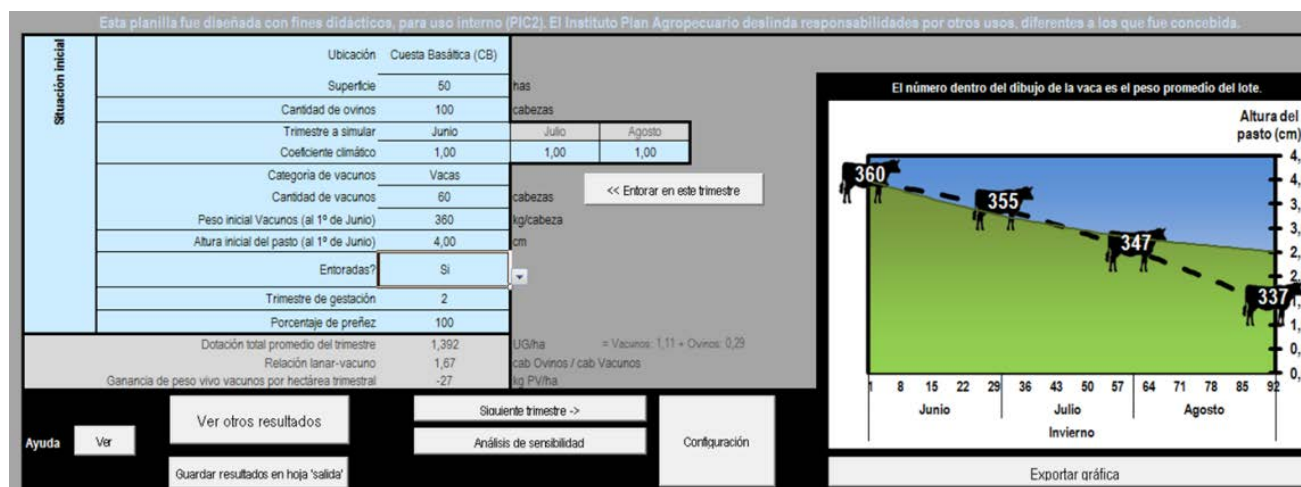 Esta planilla fue diseñada con fines didácticos, para uso interno (PIC2). El Instituto Plan Agropecuario deslinda responsabilidades por otros usos, diferentes a los que fue concebida.
Situación inicial
Ubicación Cuesta Basáltica (CB)
Superficie 50 has
Cantidad de ovinos 100 cabezas
Trimestre a simular Junio Julio Agosto
Coeficiente climático 1,00 1,00 1,00
Categoría de vacunos Vacas
Cantidad de vacunos 60 cabezas
<< Entorar en este trimestre
Peso inicial Vacunos (al 1º de Junio) 360 kg/cabeza
Altura inicial del pasto (al 1º de Junio) 4,00 cm
Entoradas? Si
Trimestre de gestación 2
Porcentaje de preñez 100
Dotación total promedio del trimestre 1,392 UG/ha = Vacunos: 1,11 + Ovinos: 0,29
Relación lanar-vacuno 1,67 cab Ovinos / cab Vacunos
Ganancia de peso vivo vacunos por hectárea trimestral -27 kg PV/ha
Ayuda
Ver
Ver otros resultados
Guardar resultados en hoja 'salida'
Siguiente trimestre ->
Análisis de sensibilidad
Configuración
El número dentro del dibujo de la vaca es el peso promedio del lote.
Altura del
pasto (cm)
4,
4,
3,
3,
2,
2,
1,
1,
0,
0,
360
355
347
337
1 8 15 22 29 36 43 50 57 64 71 78 85 92
Junio Julio Agosto
Invierno
Exportar gráfica